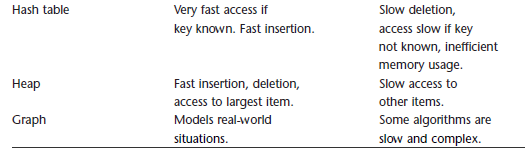 Hash table Very fast access if Slow deletion,
key known. Fast insertion. access slow if key
not known, inefficient
memory usage.
Heap Fast insertion, deletion, Slow access to
access to largest item. other items.
Graph Models real-world Some algorithms are
situations. slow and complex.